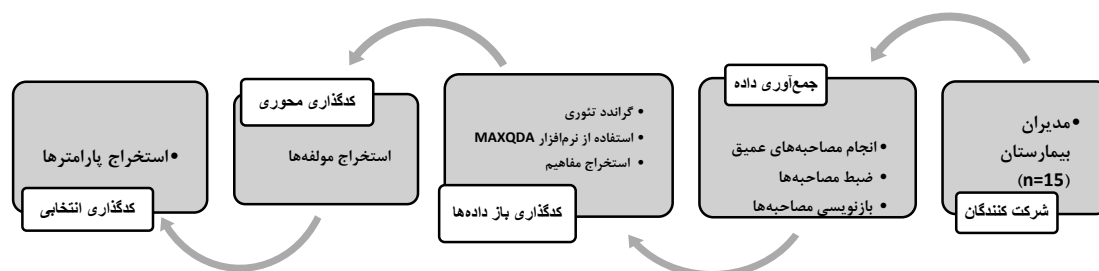 •مدیران
بیمارستان
(n=15)
شرکت کنندگان
جمع‌آوری داده
•انجام مصاحبه‌های عمیق
• ضبط مصاحبه‌ها
• بازنویسی مصاحبه‌ها
• گراندد تئوری
• استفاده از نرم‌افزار MAXQDA
• استخراج مفاهیم
کدگذاری باز داده‌ها
کدگذاری محوری
استخراج مولفه‌ها
•استخراج پارامترها
کدگذاری انتخابی